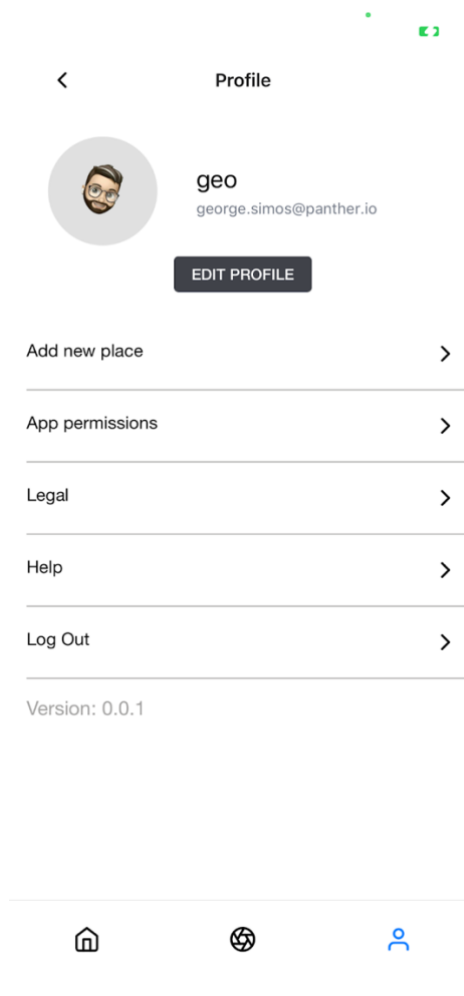 Profile
geo
george.simos@panther.io
EDIT PROFILE
Add new place
App permissions
Legal
Help
Log Out
Version: 0.0.1